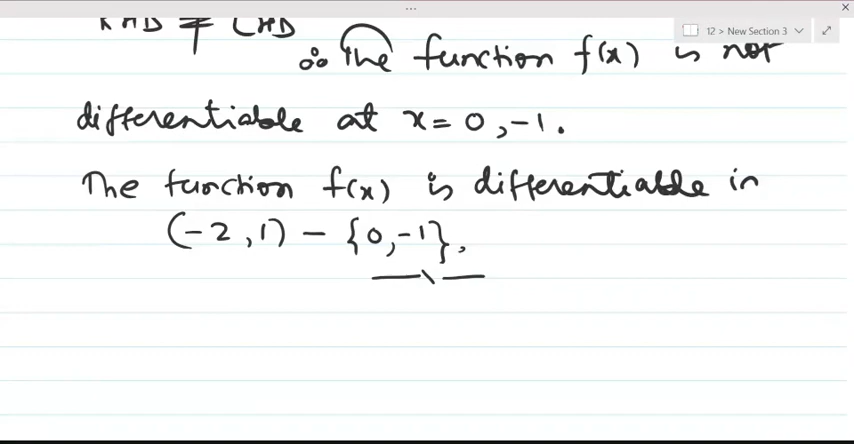 RHD ≠ LHD
12 > New Section 3
∴ The function f(x) is not
differentiable at x = 0, -1.
The function f(x) is differentiable in
(-2, 1) - {0, -1}.